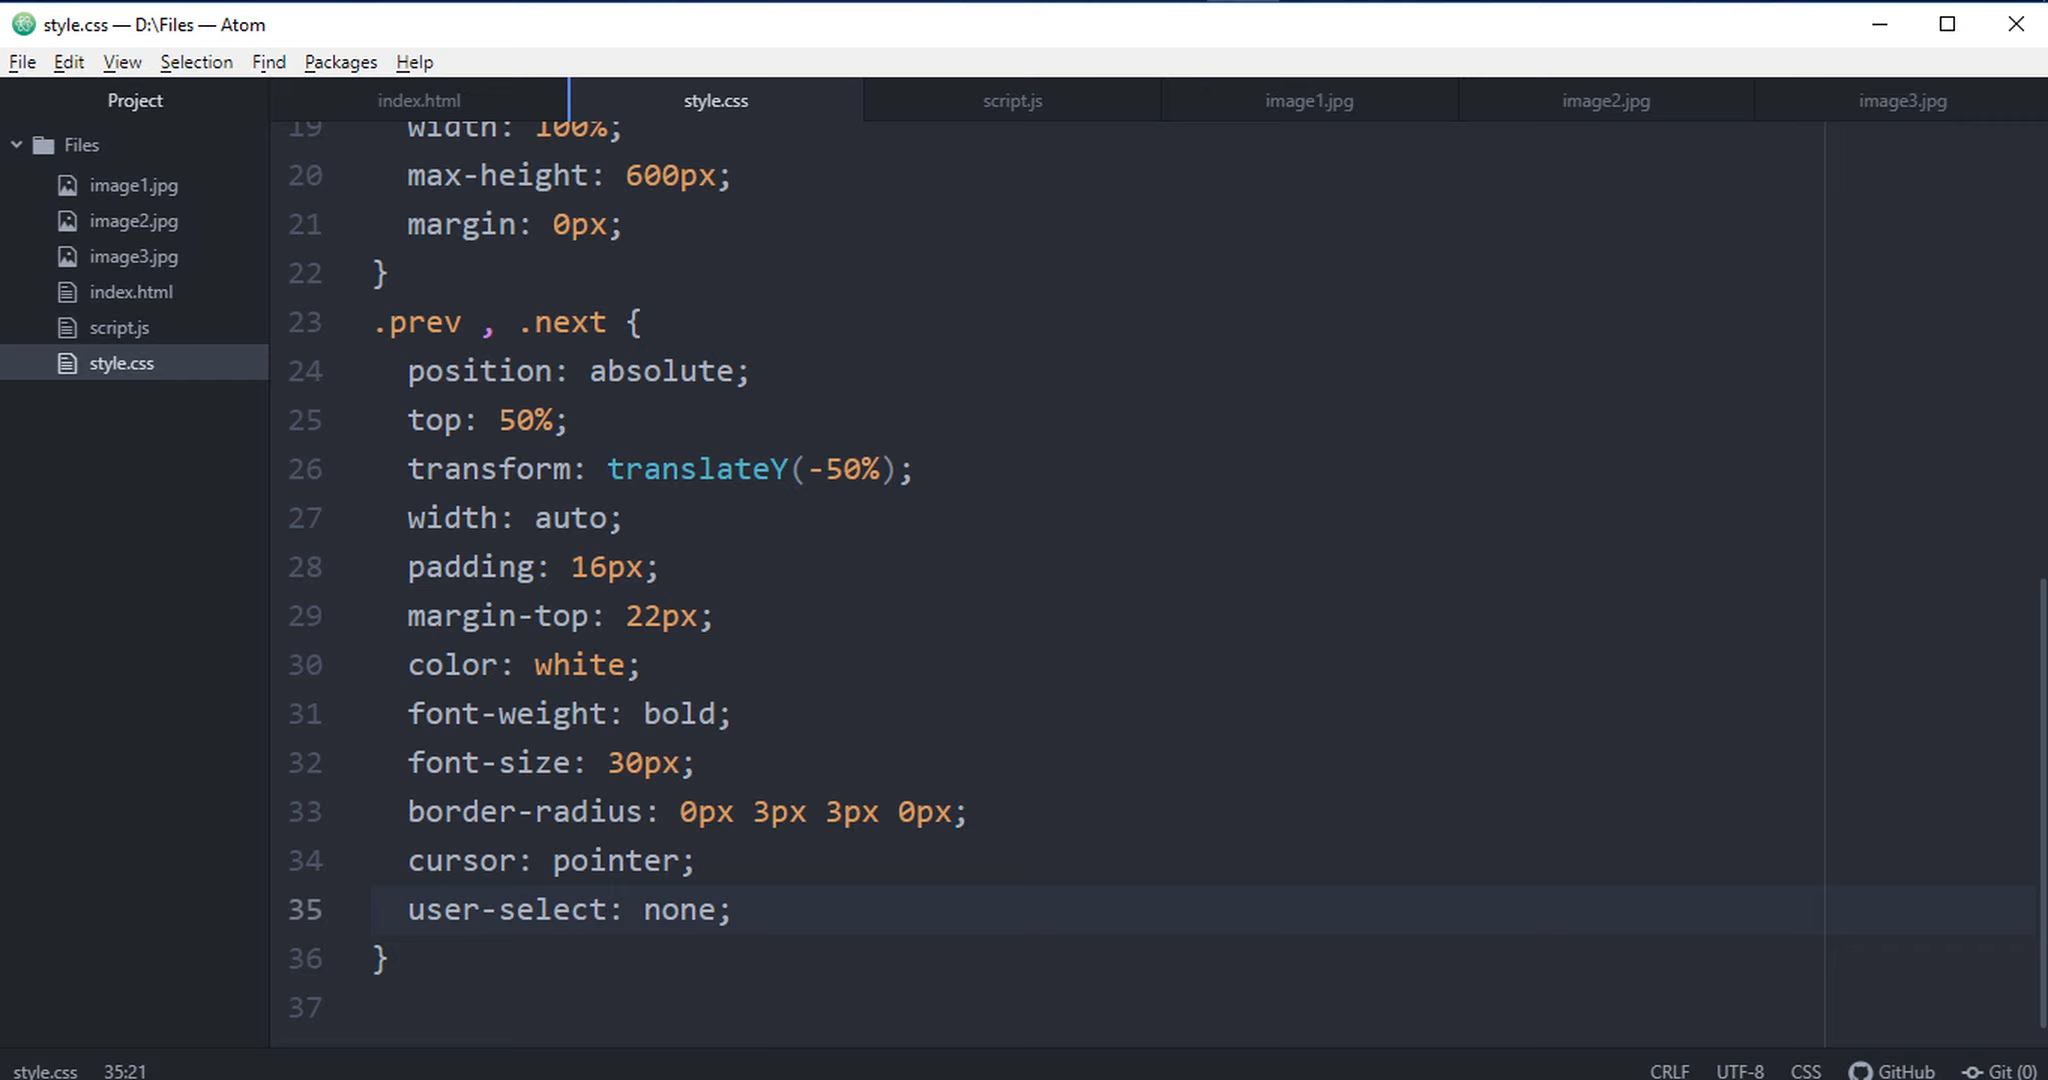 style.css — D:\Files — Atom
File Edit View Selection Find Packages Help
Project
index.html
style.css
script.js
image1.jpg
image2.jpg
image3.jpg
Files
image1.jpg
image2.jpg
image3.jpg
index.html
script.js
style.css
19 width: 100%;
20 max-height: 600px;
21 margin: 0px;
22 }
23 .prev , .next {
24 position: absolute;
25 top: 50%;
26 transform: translateY(-50%);
27 width: auto;
28 padding: 16px;
29 margin-top: 22px;
30 color: white;
31 font-weight: bold;
32 font-size: 30px;
33 border-radius: 0px 3px 3px 0px;
34 cursor: pointer;
35 user-select: none;
36 }
37
style.css 35:21 CRLF UTF-8 CSS GitHub Git (0)